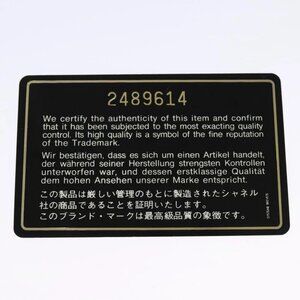 2489614
We certify the authenticity of this item and confirm
that it has been subjected to the most exacting quality
control. Its high quality is a symbol of the fine reputation
of the Trademark.
Wir bestätigen, dass es sich um einen Artikel handelt,
der während seiner Herstellung strengsten Kontrollen
unterworfen war, und dessen erstklassige Qualität
dem hohen Ansehen unserer Marke entspricht.
この製品は厳しい管理のもとに製造されたシャネル
社の商品であることを証明いたします。
このブランド・マークは最高級品質の象徴です。